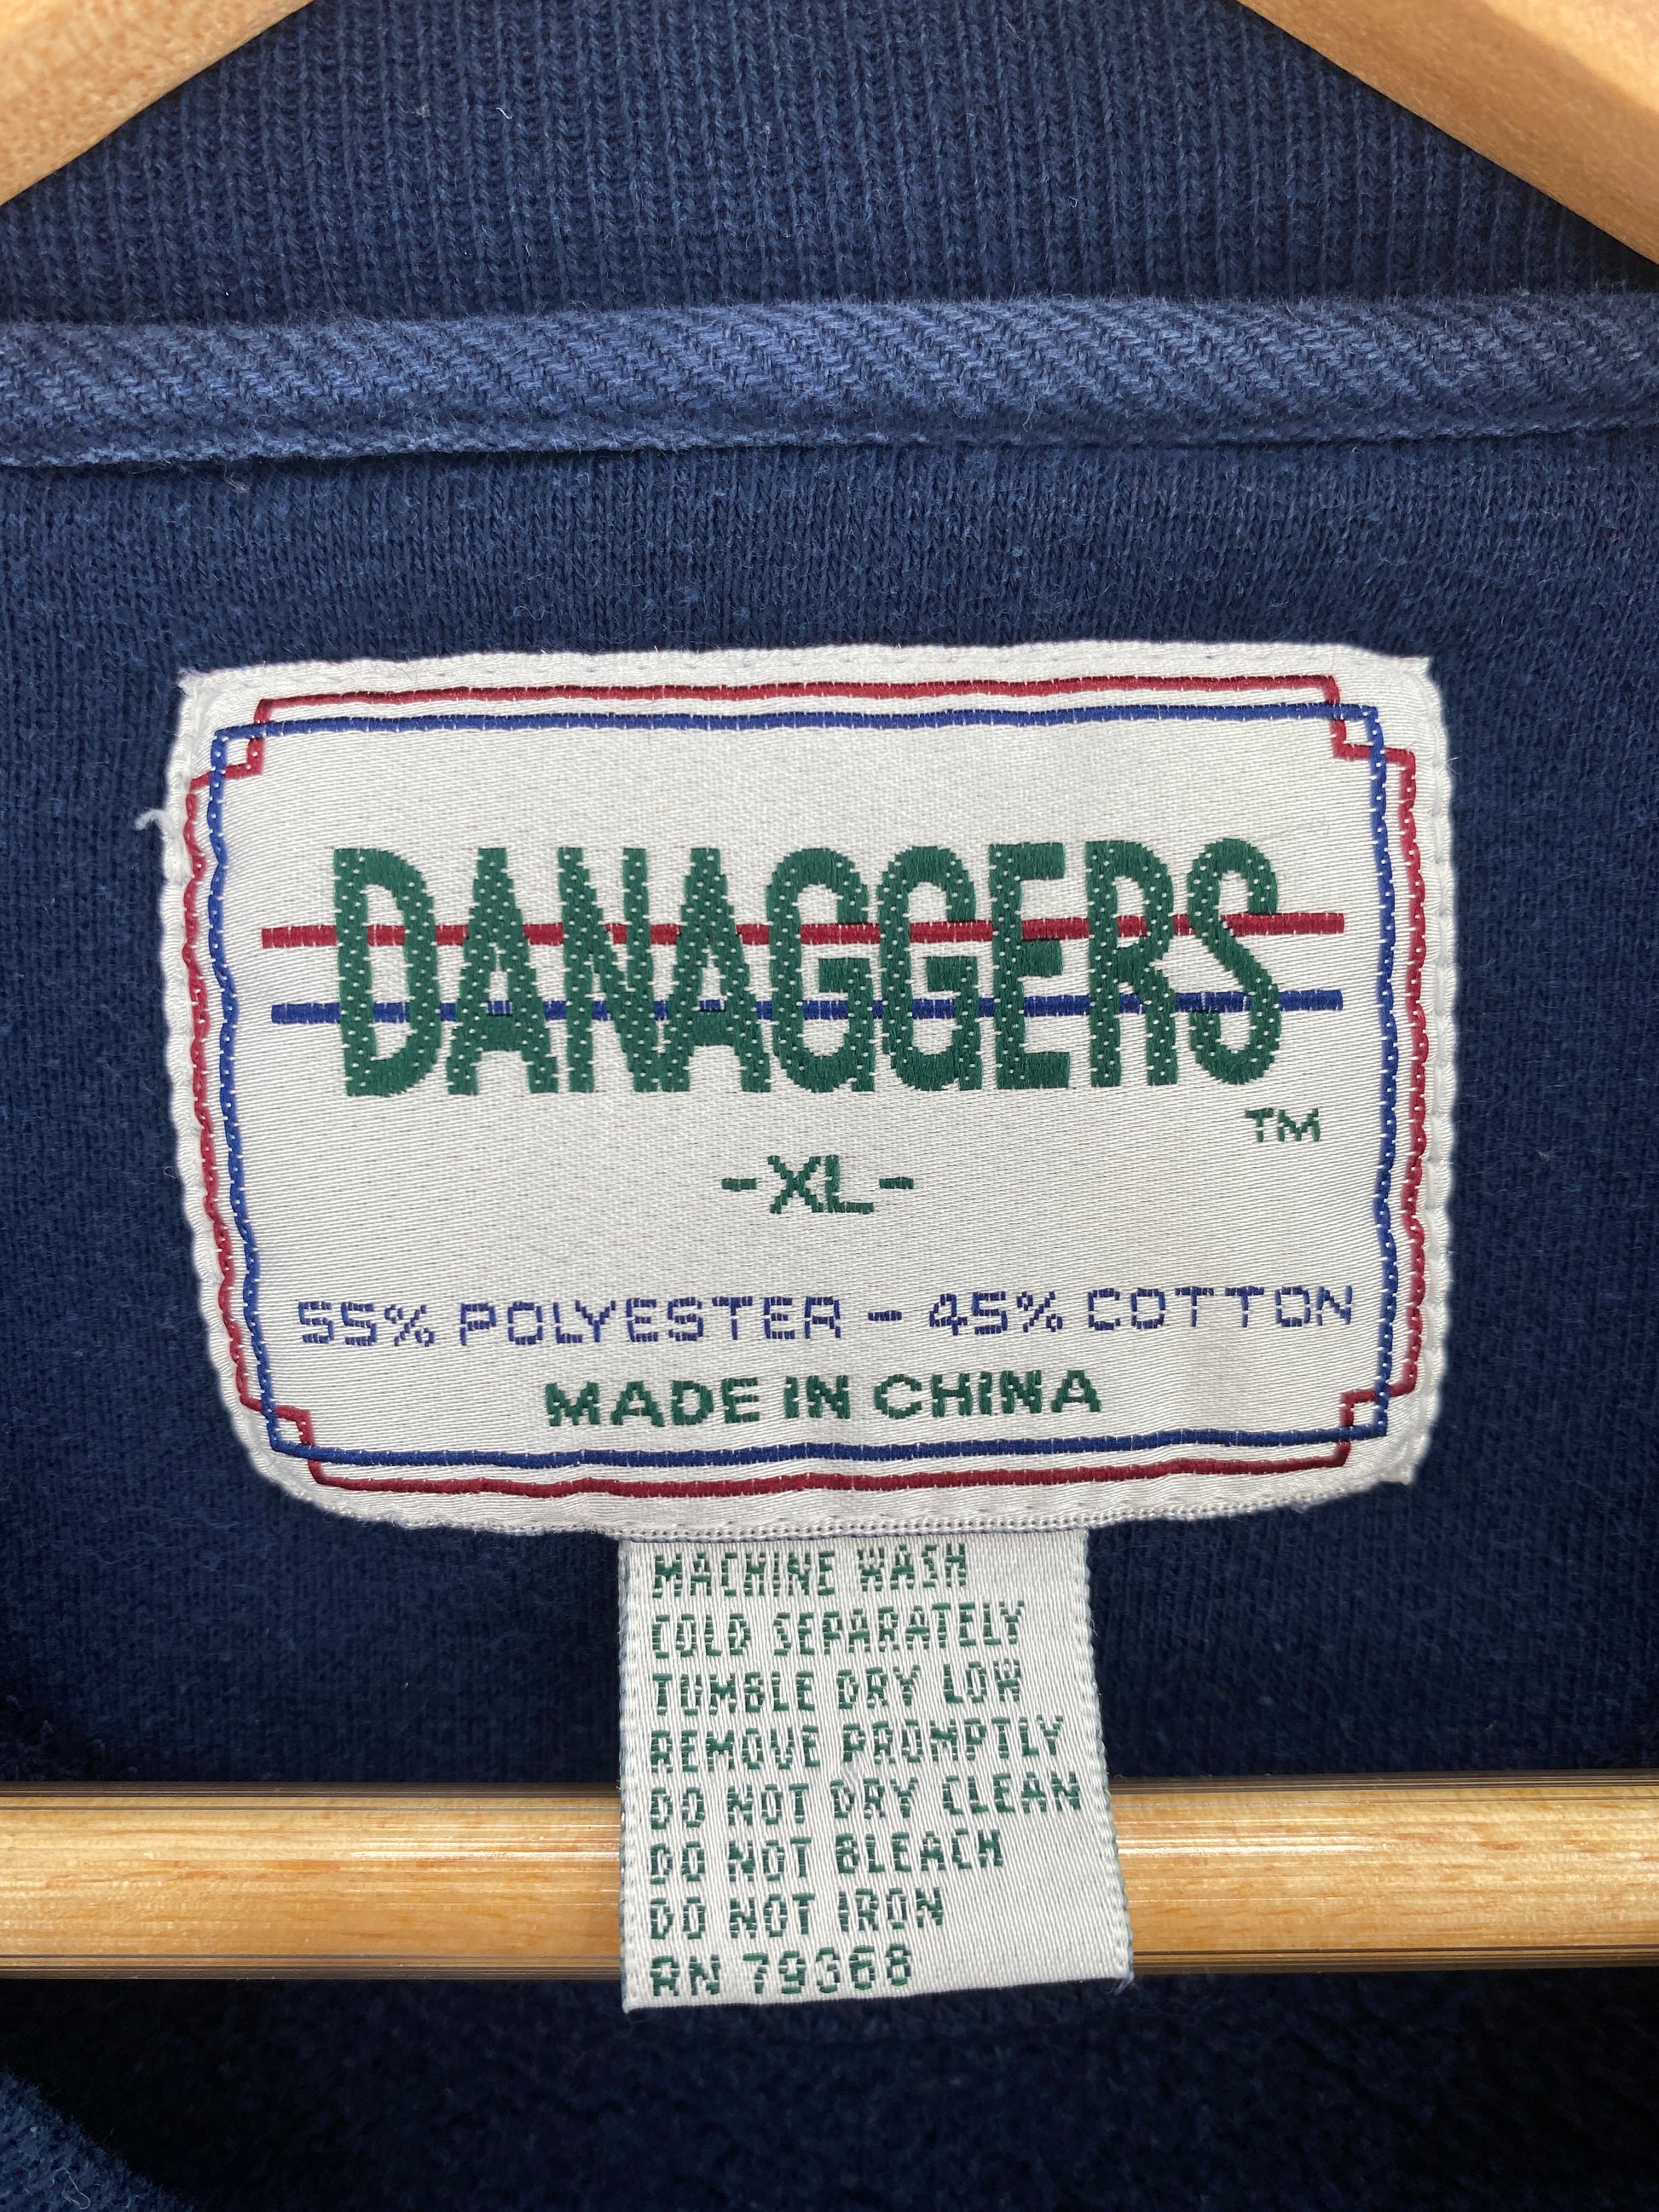 DANAGGERS
TM
-XL-
55% POLYESTER - 45% COTTON
MADE IN CHINA
MACHINE WASH
COLD SEPARATELY
TUMBLE DRY LOW
REMOVE PROMPTLY
DO NOT DRY CLEAN
DO NOT BLEACH
DO NOT IRON
RN 79368